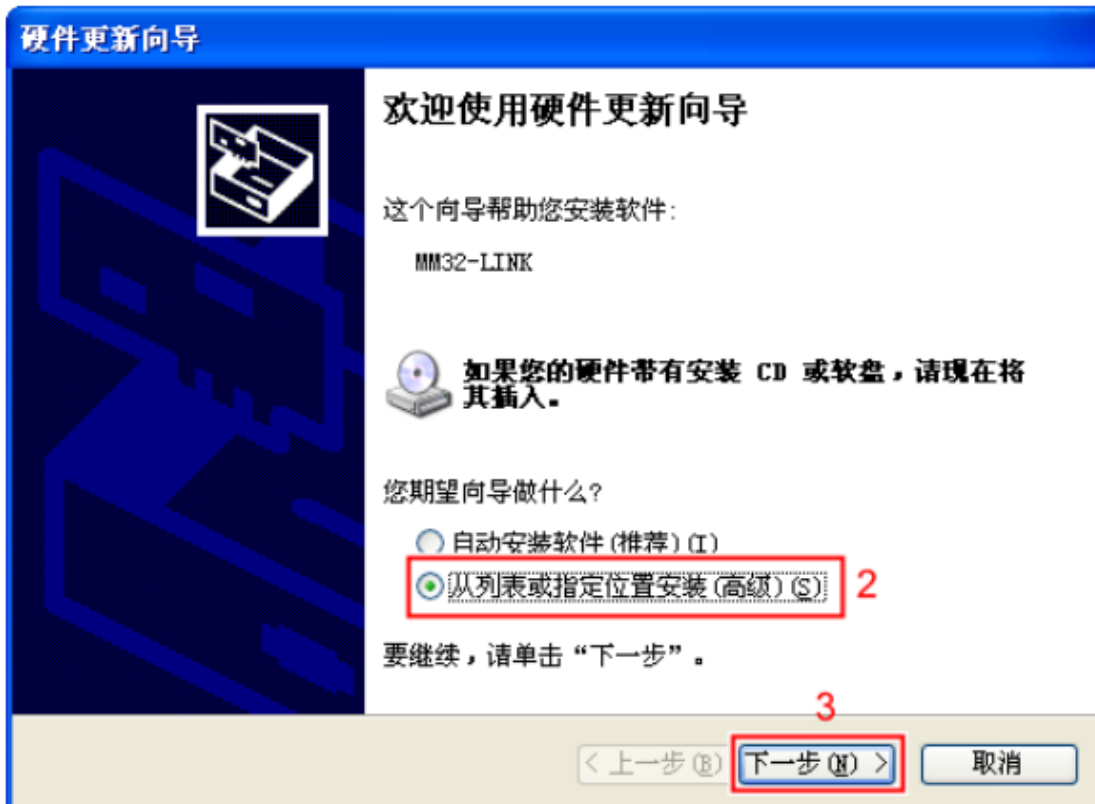 硬件更新向导
欢迎使用硬件更新向导
这个向导帮助您安装软件:
MM32-LINK
如果您的硬件带有安装 CD 或软盘，请现在将
其插入。
您期望向导做什么?
自动安装软件(推荐)(I)
从列表或指定位置安装(高级)(S)
2
要继续，请单击“下一步”。
3
< 上一步(B)
下一步(N) >
取消